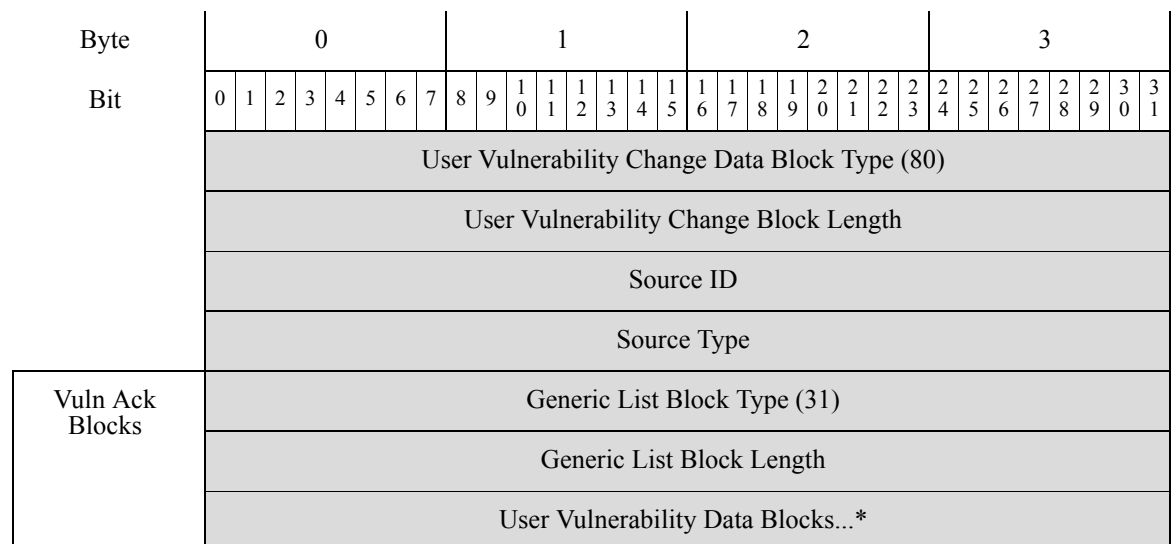 Byte 0 1 2 3
Bit 0 1 2 3 4 5 6 7 8 9 10 11 12 13 14 15 16 17 18 19 20 21 22 23 24 25 26 27 28 29 30 31
User Vulnerability Change Data Block Type (80)
User Vulnerability Change Block Length
Source ID
Source Type
Vuln Ack
Blocks
Generic List Block Type (31)
Generic List Block Length
User Vulnerability Data Blocks...*